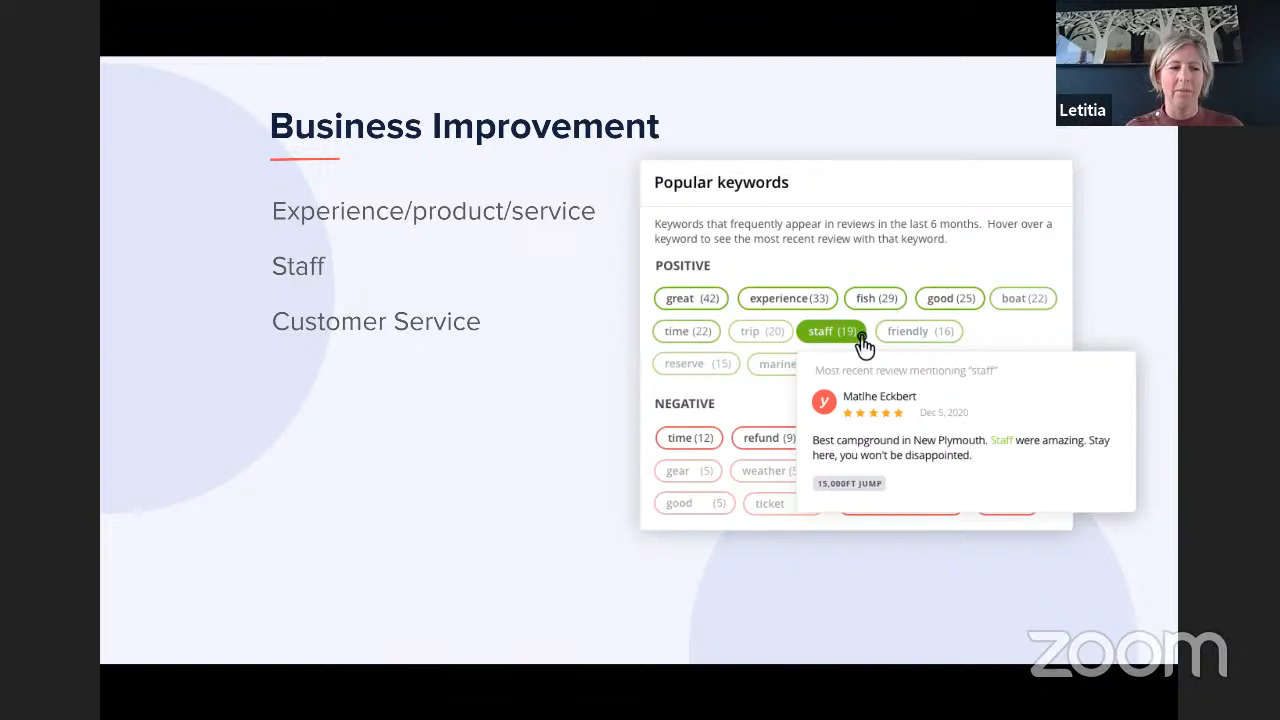 Letitia
Business Improvement
Experience/product/service
Staff
Customer Service
Popular keywords
Keywords that frequently appear in reviews in the last 6 months. Hover over a
keyword to see the most recent review with that keyword.
POSITIVE
great (42) experience (33) fish (29) good (25) boat (22)
time (22) trip (20) staff (19) friendly (16)
reserve (15) marine
NEGATIVE
time (12) refund (9)
gear (5) weather (5
good (5) ticket
Most recent review mentioning "staff"
y
Matlhe Eckbert
Dec 5, 2020
Best campground in New Plymouth. Staff were amazing. Stay
here, you won't be disappointed.
15,000FT JUMP
zoom